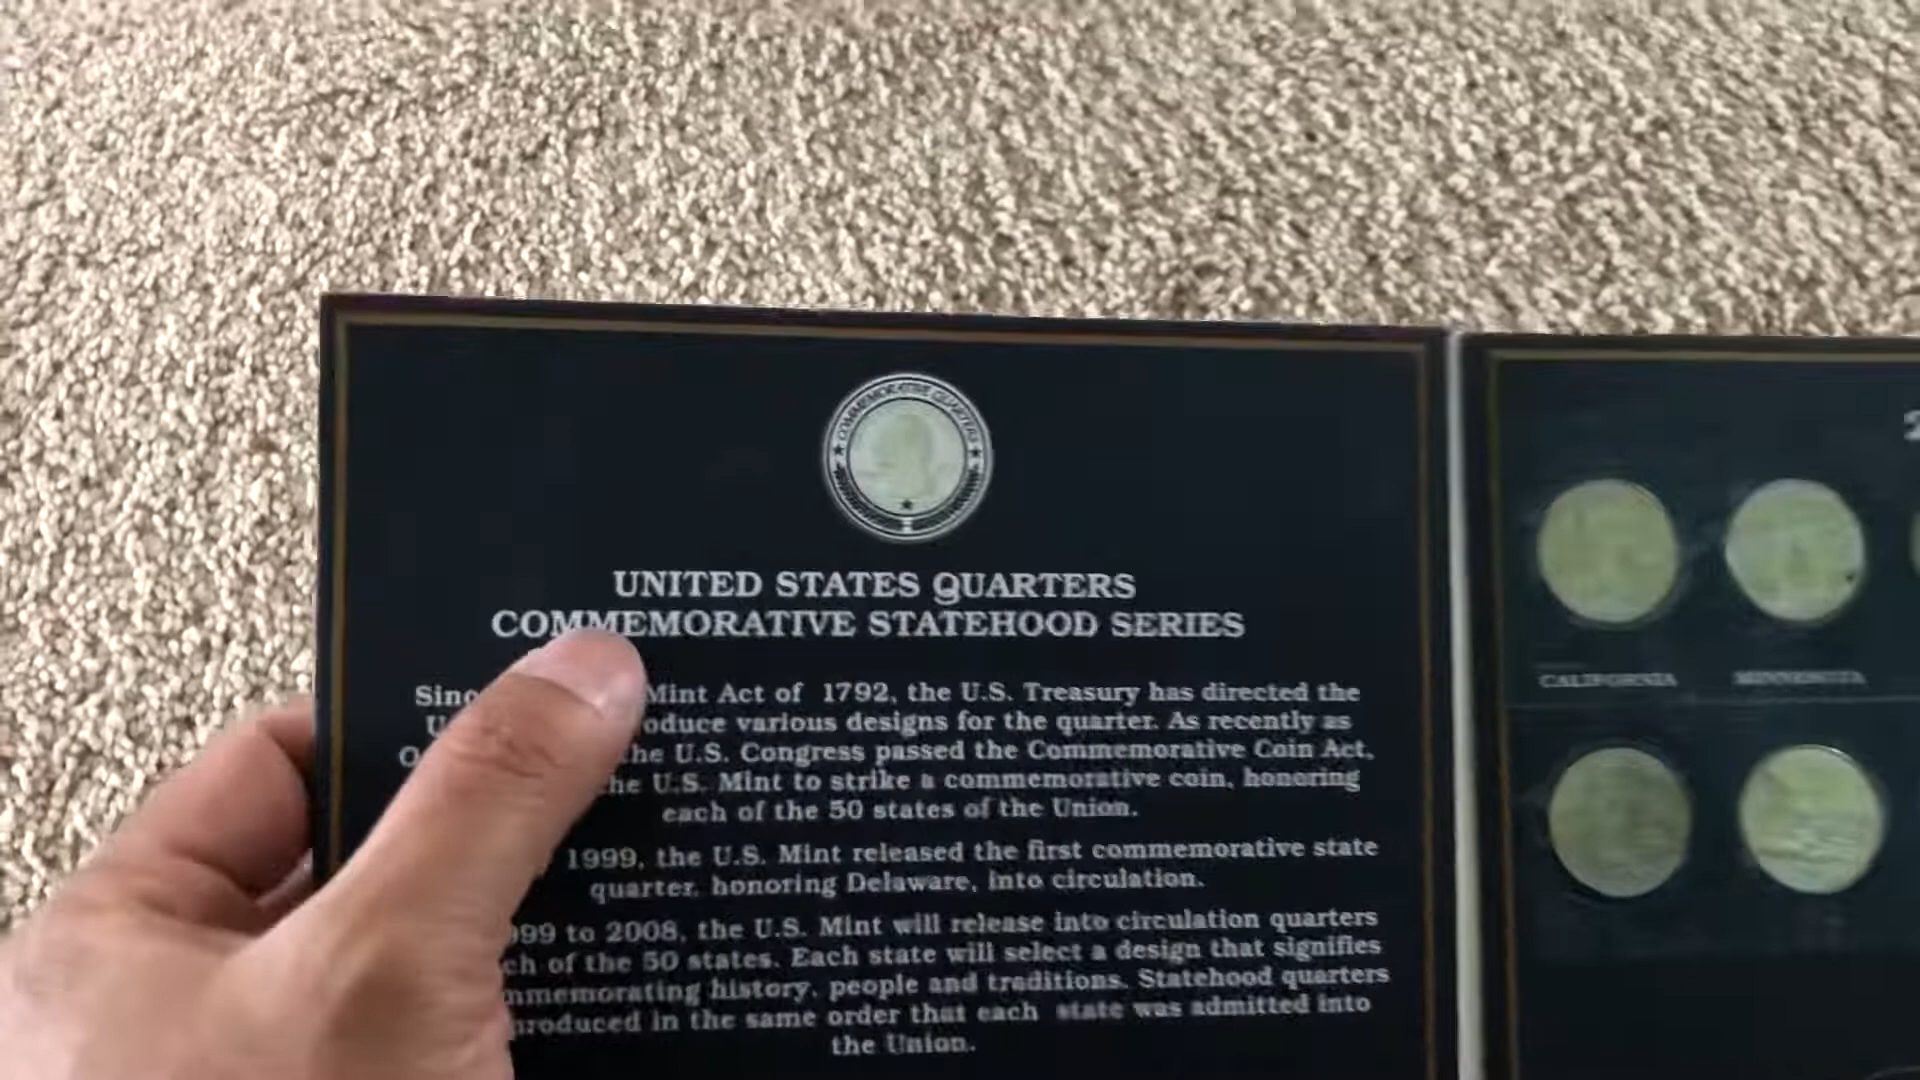 COMMEMORATIVE QUARTERS
UNITED STATES QUARTERS
COMMEMORATIVE STATEHOOD SERIES
Mint Act of 1792, the U.S. Treasury has directed the
various designs for the quarter. As recently as
the U.S. Congress passed the Commemorative Coin Act,
the U.S. Mint to strike a commemorative coin, honoring
each of the 50 states of the Union.
1999, the U.S. Mint released the first commemorative state
quarter, honoring Delaware, into circulation.
to 2008, the U.S. Mint will release into circulation quarters
of the 50 states. Each state will select a design that signifies
history, people and traditions. Statehood quarters
in the same order that each state was admitted into
the Union.
CALIFORNIA
MINNESOTA